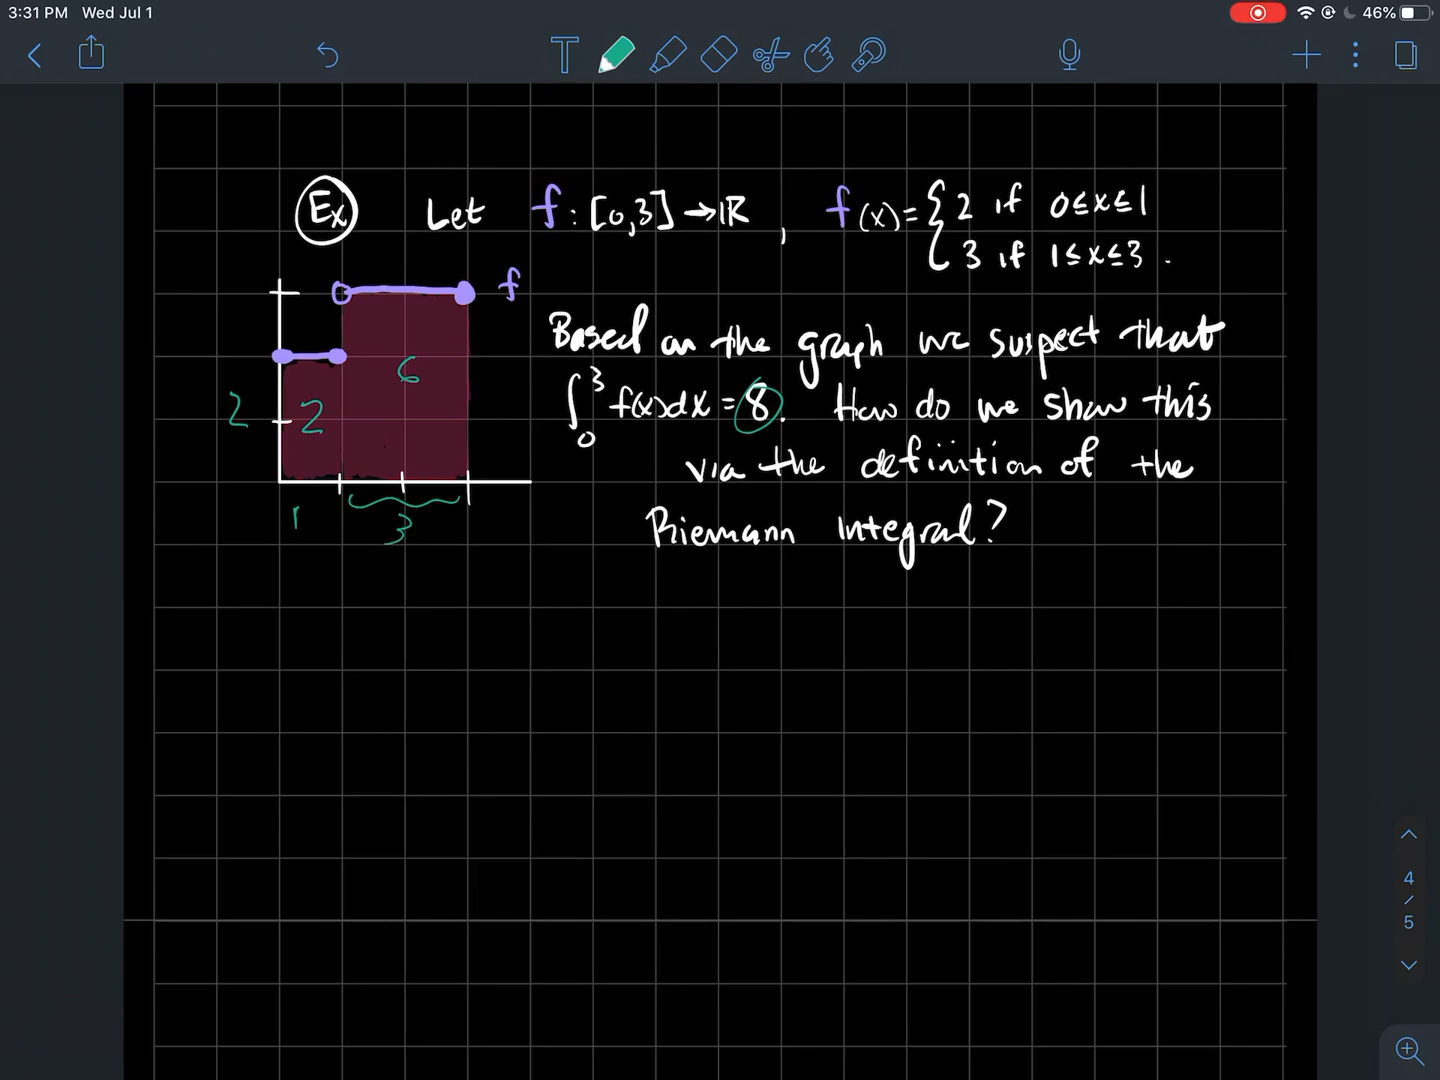 3:31 PM Wed Jul 1
46%
T
Ex Let f : [0,3] → ℝ , f(x) = { 2 if 0≤x≤1
3 if 1≤x≤3 .
f
Based on the graph we suspect that
6
∫₀³ f(x)dx = 8. How do we show this
2 2
via the definition of the
1 3
Riemann integral?
4
/
5